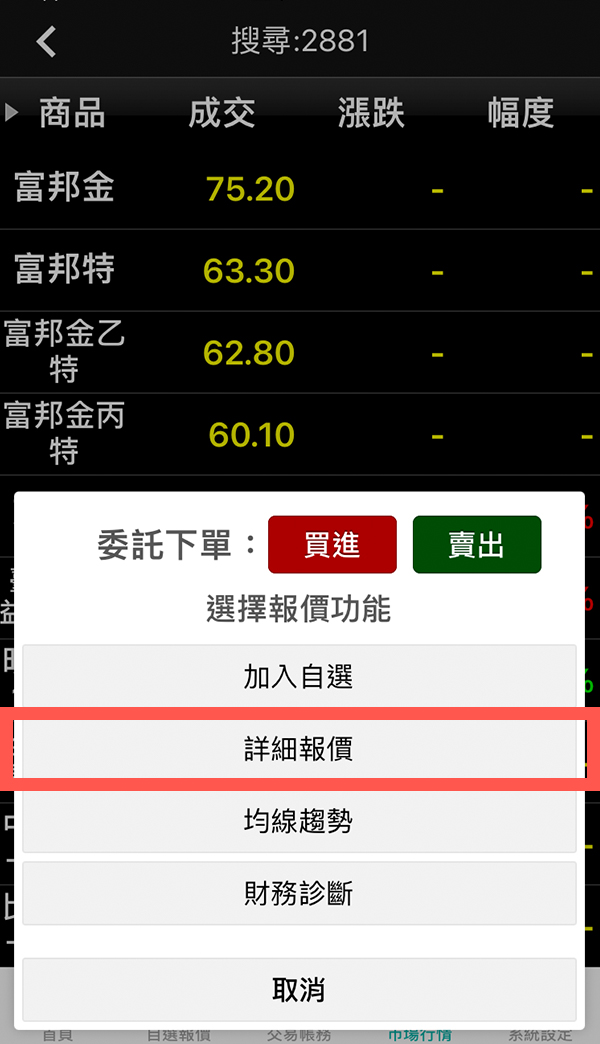 搜尋:2881
商品 成交 漲跌 幅度
富邦金 75.20 - -
富邦特 63.30 - -
富邦金乙
特 62.80 - -
富邦金丙
特 60.10 - -
委託下單： 買進 賣出
選擇報價功能
加入自選
詳細報價
均線趨勢
財務診斷
取消
首頁 自選報價 交易帳務 市場行情 系統設定